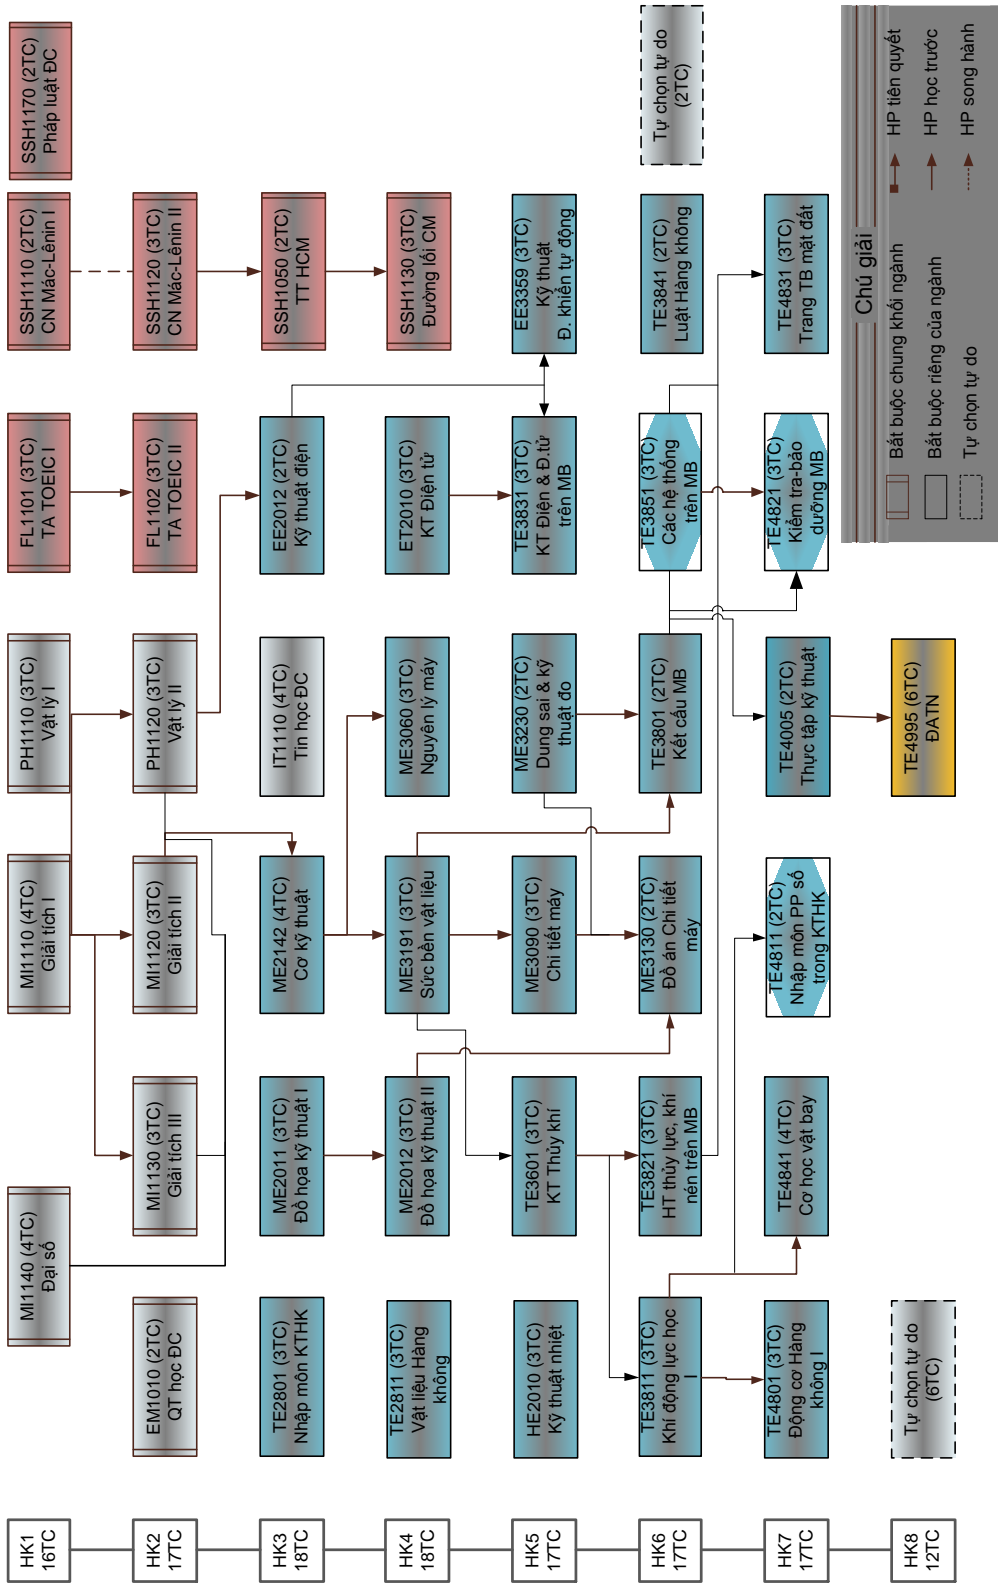 HK1
16TC
MI1140 (4TC)
Đại số
MI1110 (4TC)
Giải tích I
PH1110 (3TC)
Vật lý I
FL1101 (3TC)
TA TOEIC I
SSH1110 (2TC)
CN Mác-Lênin I
SSH1170 (2TC)
Pháp luật ĐC
HK2
17TC
EM1010 (2TC)
QT học ĐC
MI1130 (3TC)
Giải tích III
MI1120 (3TC)
Giải tích II
PH1120 (3TC)
Vật lý II
FL1102 (3TC)
TA TOEIC II
SSH1120 (3TC)
CN Mác-Lênin II
HK3
18TC
TE2801 (3TC)
Nhập môn KTHK
ME2011 (3TC)
Đồ họa kỹ thuật I
ME2142 (4TC)
Cơ kỹ thuật
IT1110 (4TC)
Tin học ĐC
EE2012 (2TC)
Kỹ thuật điện
SSH1050 (2TC)
TT HCM
HK4
18TC
TE2811 (3TC)
Vật liệu Hàng
không
ME2012 (3TC)
Đồ họa kỹ thuật II
ME3191 (3TC)
Sức bền vật liệu
ME3060 (3TC)
Nguyên lý máy
ET2010 (3TC)
KT Điện tử
SSH1130 (3TC)
Đường lối CM
HK5
17TC
HE2010 (3TC)
Kỹ thuật nhiệt
TE3601 (3TC)
KT Thủy khí
ME3090 (3TC)
Chi tiết máy
ME3230 (2TC)
Dung sai & kỹ
thuật đo
TE3831 (3TC)
KT Điện & Đ.tử
trên MB
EE3359 (3TC)
Kỹ thuật
Đ. khiển tự động
HK6
17TC
TE3811 (3TC)
Khí động lực học
I
TE3821 (3TC)
HT thủy lực, khí
nén trên MB
ME3130 (2TC)
Đồ án Chi tiết
máy
TE3801 (2TC)
Kết cấu MB
TE3851 (3TC)
Các hệ thống
trên MB
TE3841 (2TC)
Luật Hàng không
Tự chọn tự do
(2TC)
HK7
17TC
TE4801 (3TC)
Động cơ Hàng
không I
TE4841 (4TC)
Cơ học vật bay
TE4811 (2TC)
Nhập môn PP số
trong KTHK
TE4005 (2TC)
Thực tập kỹ thuật
TE4821 (3TC)
Kiểm tra-bảo
dưỡng MB
TE4831 (3TC)
Trang TB mặt đất
HK8
12TC
Tự chọn tự do
(6TC)
TE4995 (6TC)
ĐATN
Chú giải
Bắt buộc chung khối ngành
HP tiên quyết
Bắt buộc riêng của ngành
HP học trước
Tự chọn tự do
HP song hành